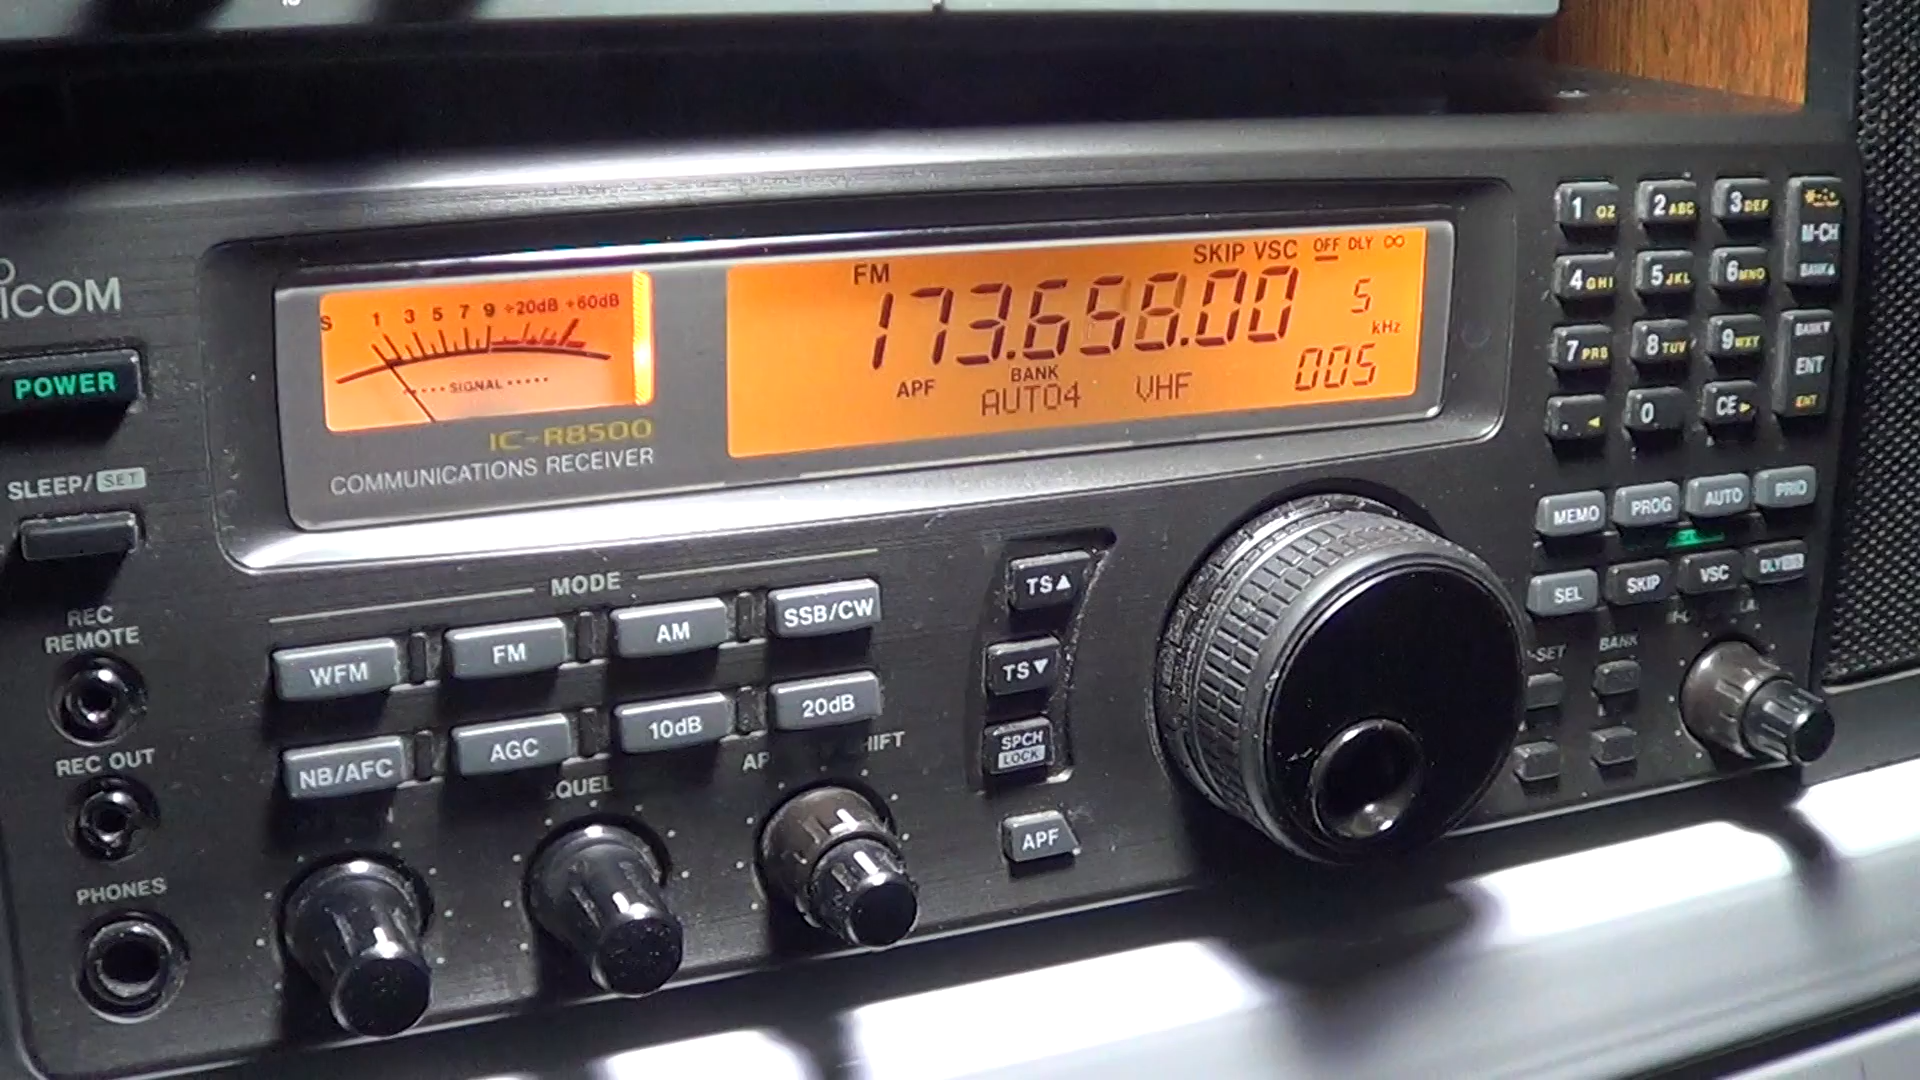 ICOM
POWER
SLEEP/SET
REC
REMOTE
REC OUT
PHONES
S 1 3 5 7 9 +20dB +60dB
SIGNAL
IC-R8500
COMMUNICATIONS RECEIVER
SKIP VSC OFF DLY ∞
FM
5
kHz
APF BANK
AUTO4 VHF 005
MODE
WFM FM AM SSB/CW
NB/AFC AGC 10dB 20dB
TS▲
TS▼
SPCH
LOCK
APF
1 QZ 2 ABC 3 DEF
M-CH
BANK▲
4 GHI 5 JKL 6 MNO
BANK▼
7 PRS 8 TUV 9 WXY
ENT
ENT
. ◄ 0 CE ►
MEMO PROG AUTO PRIO
SEL SKIP VSC DLY
BANK